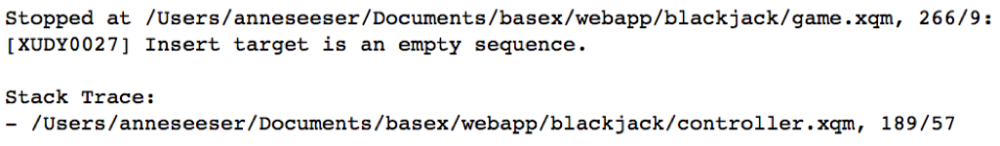 Stopped at /Users/anneseeser/Documents/basex/webapp/blackjack/game.xqm, 266/9:
[XUDY0027] Insert target is an empty sequence.
Stack Trace:
- /Users/anneseeser/Documents/basex/webapp/blackjack/controller.xqm, 189/57